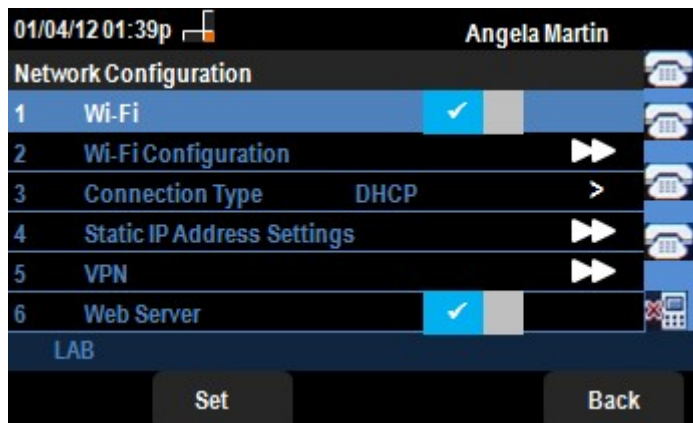 01/04/12 01:39p Angela Martin
Network Configuration
1 Wi-Fi
2 Wi-Fi Configuration
3 Connection Type DHCP >
4 Static IP Address Settings
5 VPN
6 Web Server
LAB
Set Back